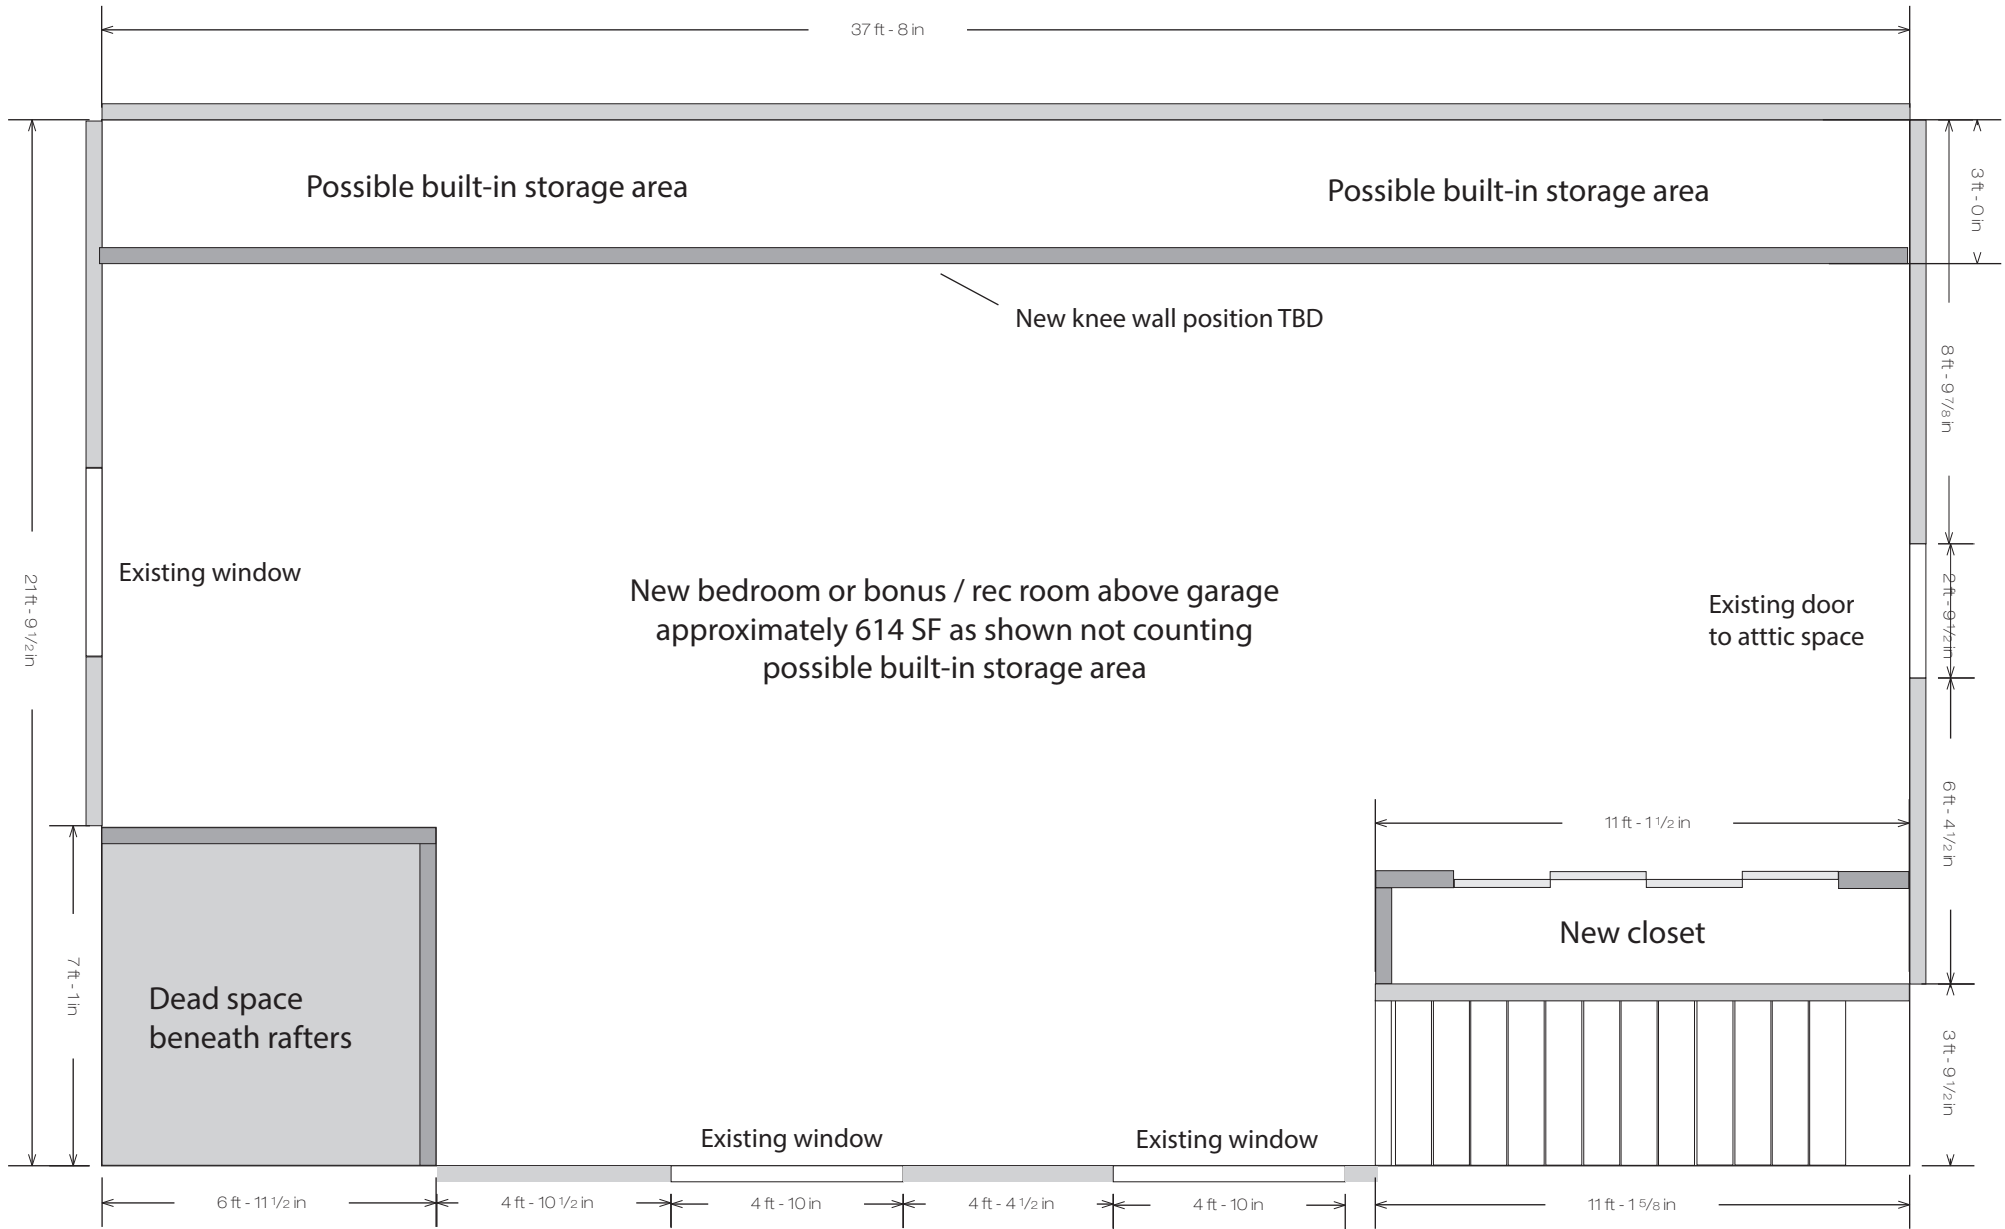 37 ft - 8 in
Possible built-in storage area
Possible built-in storage area
3 ft - 0 in
New knee wall position TBD
8 ft - 9 7/8 in
21 ft - 9 1/2 in
Existing window
New bedroom or bonus / rec room above garage
approximately 614 SF as shown not counting
possible built-in storage area
Existing door
to atttic space
2 ft - 9 1/2 in
6 ft - 4 1/2 in
11 ft - 1 1/2 in
New closet
7 ft - 1 in
Dead space
beneath rafters
3 ft - 9 1/2 in
Existing window
Existing window
6 ft - 11 1/2 in
4 ft - 10 1/2 in
4 ft - 10 in
4 ft - 4 1/2 in
4 ft - 10 in
11 ft - 1 5/8 in